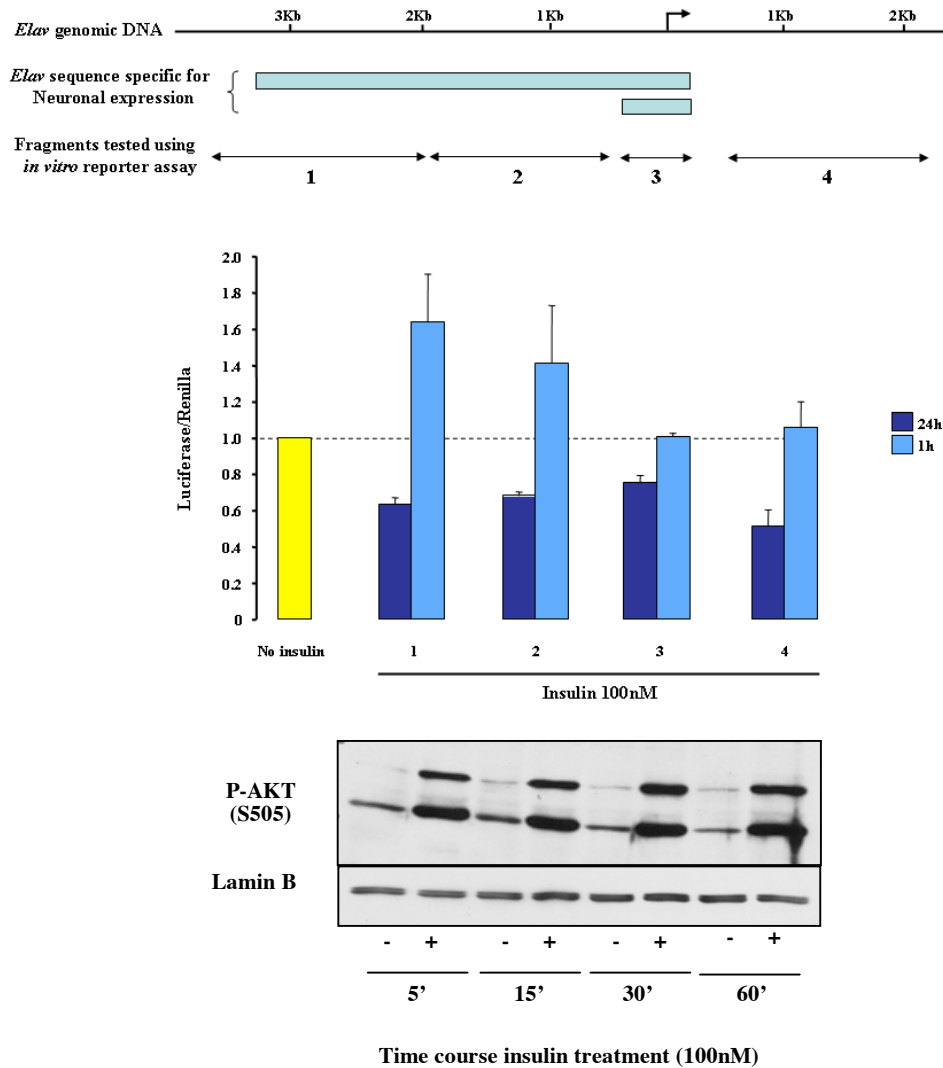 3Kb 2Kb 1Kb 1Kb 2Kb
Elav genomic DNA
Elav sequence specific for
Neuronal expression
Fragments tested using
in vitro reporter assay
1 2 3 4
2.0
1.8
1.6
1.4
1.2
1.0
0.8
0.6
0.4
0.2
0
Luciferase/Renilla
24h
1h
No insulin 1 2 3 4
Insulin 100nM
P-AKT
(S505)
Lamin B
- + - + - + - +
5’ 15’ 30’ 60’
Time course insulin treatment (100nM)